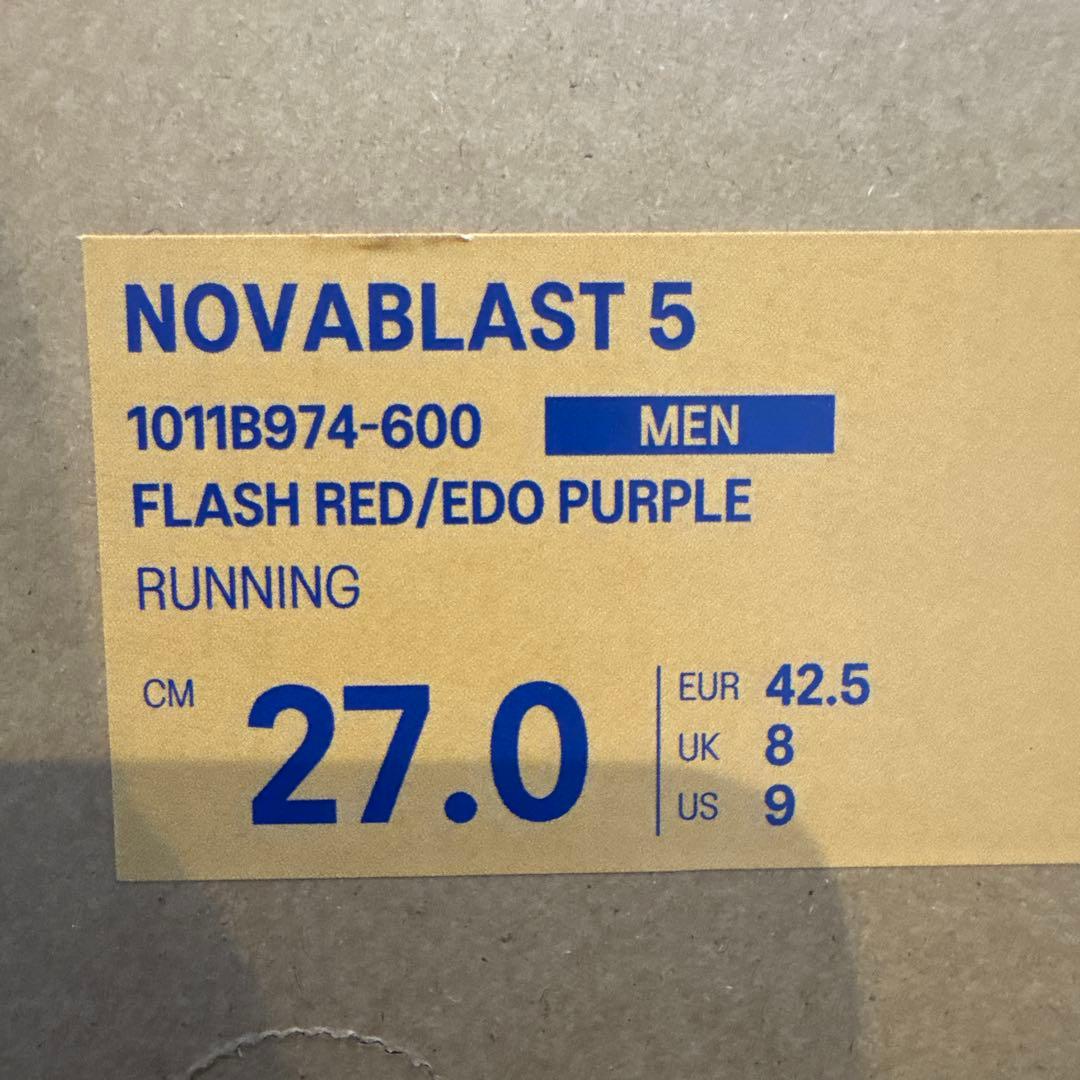 NOVABLAST 5
1011B974-600 MEN
FLASH RED/EDO PURPLE
RUNNING
CM 27.0
EUR 42.5
UK 8
US 9